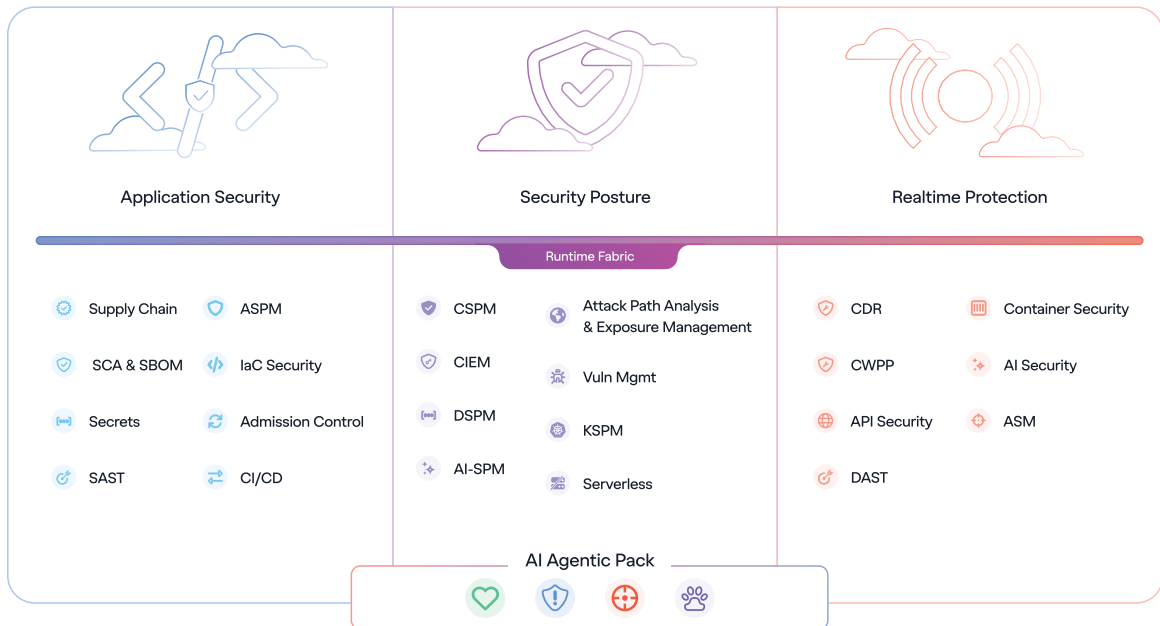 Application Security
Security Posture
Realtime Protection
Runtime Fabric
Supply Chain
ASPM
SCA & SBOM
IaC Security
Secrets
Admission Control
SAST
CI/CD
CSPM
Attack Path Analysis
& Exposure Management
CIEM
Vuln Mgmt
DSPM
KSPM
AI-SPM
Serverless
CDR
Container Security
CWPP
AI Security
API Security
ASM
DAST
AI Agentic Pack